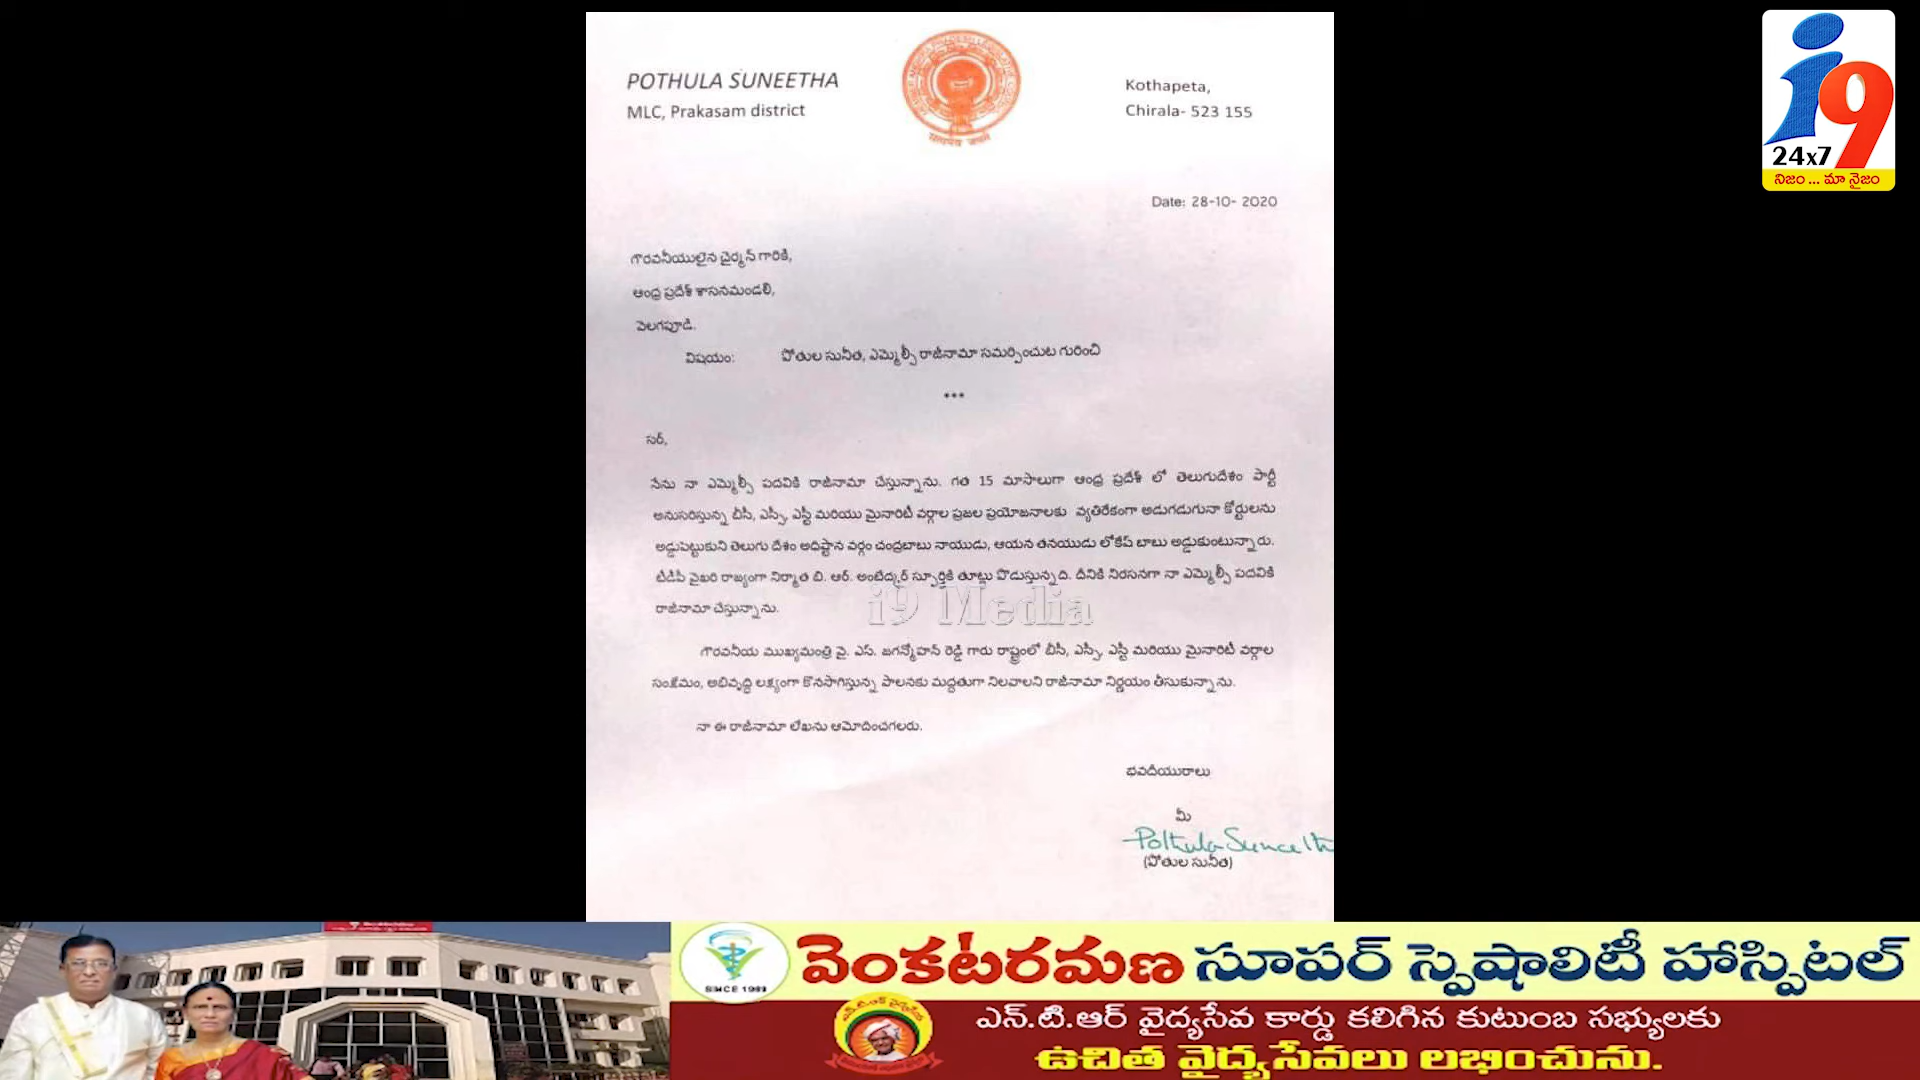 POTHULA SUNEETHA
MLC, Prakasam district
Kothapeta,
Chirala- 523 155
i9
24x7
నిజం ... మా నైజం
Date: 28-10- 2020
గౌరవనీయులైన చైర్మన్ గారికి,
ఆంధ్ర ప్రదేశ్ శాసనమండలి,
వెలగపూడి.
విషయం: పోతుల సునీత, ఎమ్మెల్సీ రాజీనామా సమర్పించుట గురించి
***
సర్,
నేను నా ఎమ్మెల్సీ పదవికి రాజీనామా చేస్తున్నాను. గత 15 మాసాలుగా ఆంధ్ర ప్రదేశ్ లో తెలుగుదేశం పార్టీ
అనుసరిస్తున్న బీసీ, ఎస్సీ, ఎస్టీ మరియు మైనారిటీ వర్గాల ప్రజల ప్రయోజనాలకు వ్యతిరేకంగా అడుగడుగునా కోర్టులను
అడ్డుపెట్టుకుని తెలుగు దేశం అధిష్టాన వర్గం చంద్రబాబు నాయుడు, ఆయన తనయుడు లోకేష్ బాబు అడ్డుకుంటున్నారు.
టీడీపీ వైఖరి రాజ్యంగా నిర్మాత బి. ఆర్. అంబేద్కర్ స్పూర్తికి తూట్లు పొడుస్తున్నది. దీనికి నిరసనగా నా ఎమ్మెల్సీ పదవికి
రాజీనామా చేస్తున్నాను.
i9 Media
గౌరవనీయ ముఖ్యమంత్రి వై. ఎస్. జగన్మోహన్ రెడ్డి గారు రాష్ట్రంలో బీసీ, ఎస్సీ, ఎస్టీ మరియు మైనారిటీ వర్గాల
సంక్షేమం, అభివృద్ధి లక్ష్యంగా కొనసాగిస్తున్న పాలనకు మద్దతుగా నిలవాలని రాజీనామా నిర్ణయం తీసుకున్నాను.
నా ఈ రాజీనామా లేఖను ఆమోదించగలరు.
భవదీయురాలు
మీ
Pothula Suneeth
(పోతుల సునీత)
SINCE 1989
వెంకటరమణ సూపర్ స్పెషాలిటీ హాస్పిటల్
ఎన్.టి.ఆర్ వైద్యసేవ కార్డు కలిగిన కుటుంబ సభ్యులకు
ఉచిత వైద్యసేవలు లభించును.